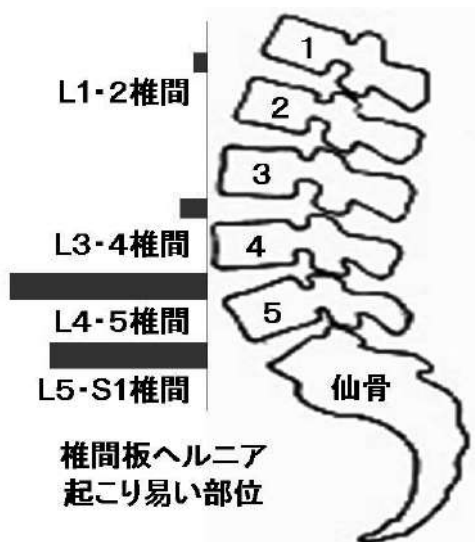 1
L1・2椎間
2
3
L3・4椎間
4
L4・5椎間
5
L5・S1椎間
仙骨
椎間板ヘルニア
起こり易い部位